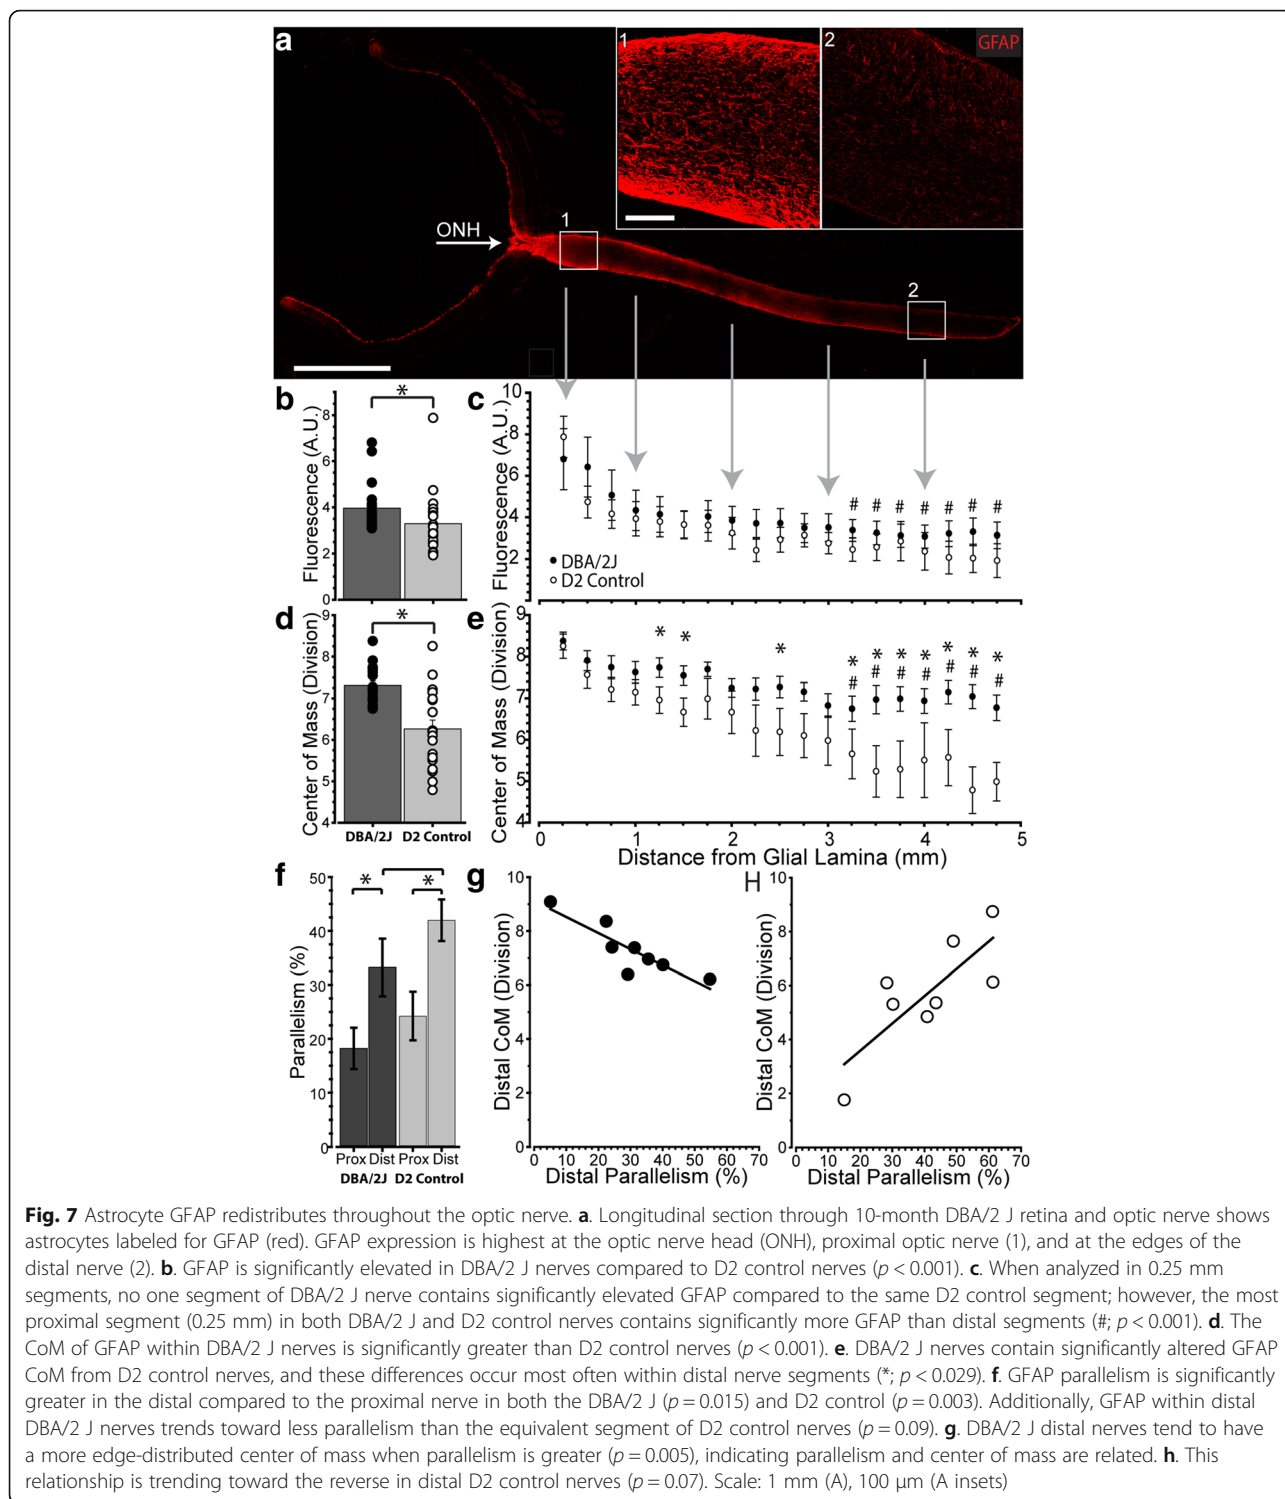 a
1
2
GFAP
ONH
1
2
b
*
Fluorescence (A.U.)
8
6
4
2
0
c
Fluorescence (A.U.)
10
8
6
4
2
# # # # # # #
DBA/2J
D2 Control
d
*
Center of Mass (Division)
9
8
7
6
5
4
DBA/2J D2 Control
e
Center of Mass (Division)
9
8
7
6
5
4
* * * * * * * * * *
# # # # # # #
0 1 2 3 4 5
Distance from Glial Lamina (mm)
f
Parallelism (%)
50
40
30
20
10
0
* *
Prox Dist Prox Dist
DBA/2J D2 Control
g
Distal CoM (Division)
10
8
6
4
2
0
0 10 20 30 40 50 60 70
Distal Parallelism (%)
H
Distal CoM (Division)
10
8
6
4
2
0
0 10 20 30 40 50 60 70
Distal Parallelism (%)
Fig. 7 Astrocyte GFAP redistributes throughout the optic nerve. a. Longitudinal section through 10-month DBA/2 J retina and optic nerve shows
astrocytes labeled for GFAP (red). GFAP expression is highest at the optic nerve head (ONH), proximal optic nerve (1), and at the edges of the
distal nerve (2). b. GFAP is significantly elevated in DBA/2 J nerves compared to D2 control nerves (p < 0.001). c. When analyzed in 0.25 mm
segments, no one segment of DBA/2 J nerve contains significantly elevated GFAP compared to the same D2 control segment; however, the most
proximal segment (0.25 mm) in both DBA/2 J and D2 control nerves contains significantly more GFAP than distal segments (#; p < 0.001). d. The
CoM of GFAP within DBA/2 J nerves is significantly greater than D2 control nerves (p < 0.001). e. DBA/2 J nerves contain significantly altered GFAP
CoM from D2 control nerves, and these differences occur most often within distal nerve segments (*; p < 0.029). f. GFAP parallelism is significantly
greater in the distal compared to the proximal nerve in both the DBA/2 J (p = 0.015) and D2 control (p = 0.003). Additionally, GFAP within distal
DBA/2 J nerves trends toward less parallelism than the equivalent segment of D2 control nerves (p = 0.09). g. DBA/2 J distal nerves tend to have
a more edge-distributed center of mass when parallelism is greater (p = 0.005), indicating parallelism and center of mass are related. h. This
relationship is trending toward the reverse in distal D2 control nerves (p = 0.07). Scale: 1 mm (A), 100 μm (A insets)